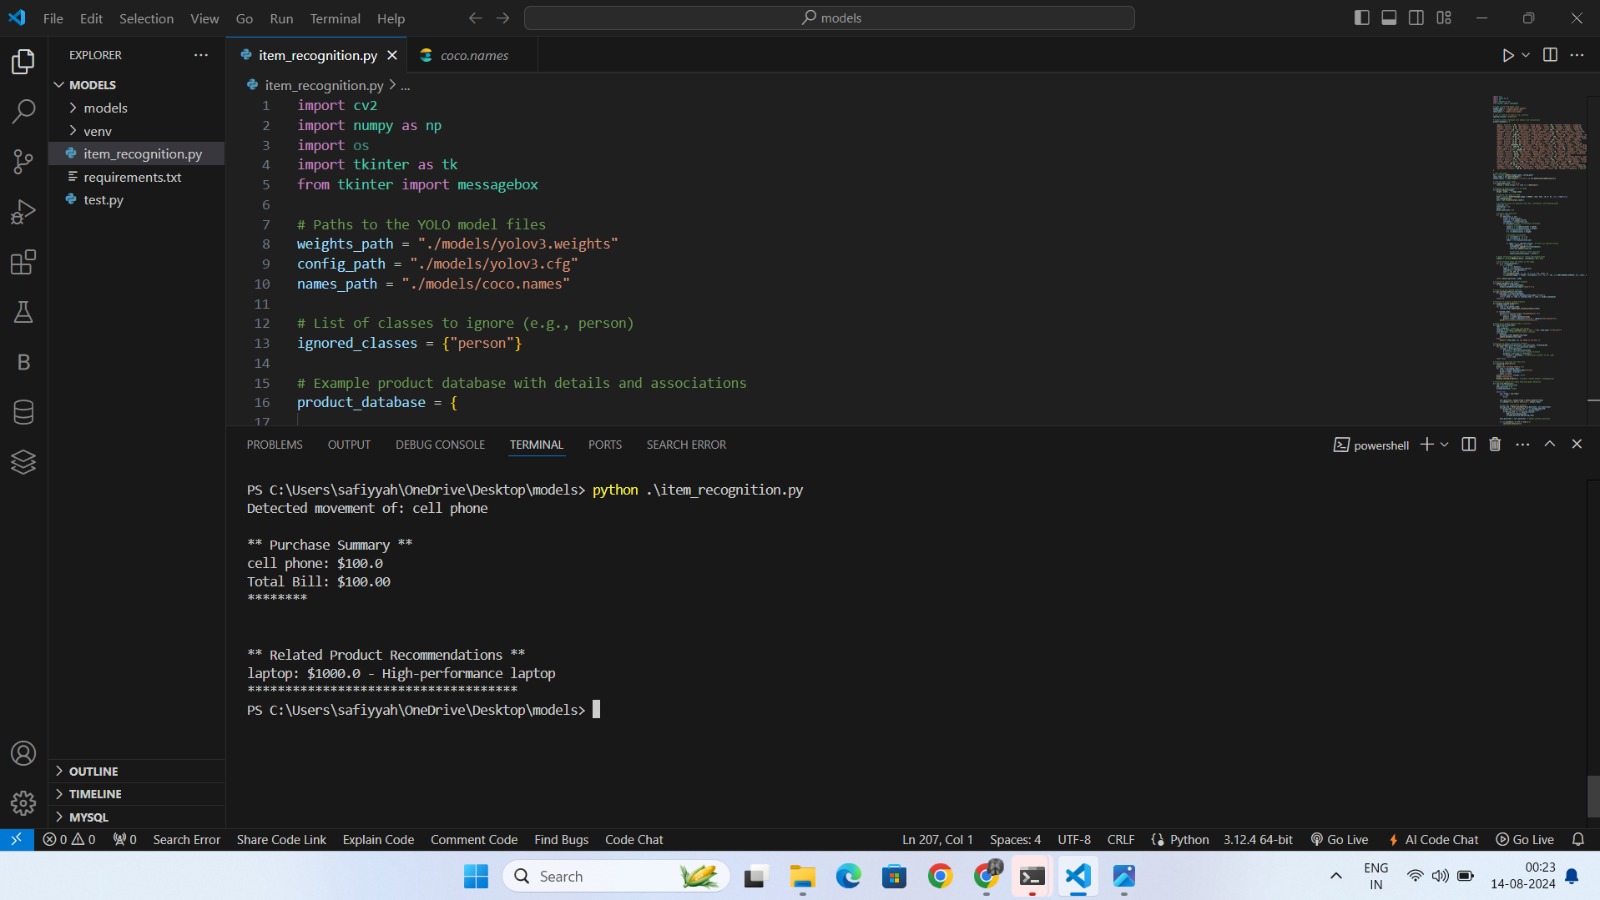 File Edit Selection View Go Run Terminal Help
models
EXPLORER
MODELS
models
venv
item_recognition.py
requirements.txt
test.py
OUTLINE
TIMELINE
MYSQL
item_recognition.py
coco.names
item_recognition.py > ...
1 import cv2
2 import numpy as np
3 import os
4 import tkinter as tk
5 from tkinter import messagebox
6
7 # Paths to the YOLO model files
8 weights_path = "./models/yolov3.weights"
9 config_path = "./models/yolov3.cfg"
10 names_path = "./models/coco.names"
11
12 # List of classes to ignore (e.g., person)
13 ignored_classes = {"person"}
14
15 # Example product database with details and associations
16 product_database = {
17
PROBLEMS OUTPUT DEBUG CONSOLE TERMINAL PORTS SEARCH ERROR
powershell
PS C:\Users\safiyyah\OneDrive\Desktop\models> python .\item_recognition.py
Detected movement of: cell phone
** Purchase Summary **
cell phone: $100.0
Total Bill: $100.00
********
** Related Product Recommendations **
laptop: $1000.0 - High-performance laptop
************************************
PS C:\Users\safiyyah\OneDrive\Desktop\models>
0 0 0 Search Error Share Code Link Explain Code Comment Code Find Bugs Code Chat Ln 207, Col 1 Spaces: 4 UTF-8 CRLF Python 3.12.4 64-bit Go Live AI Code Chat Go Live
Search
ENG
IN
00:23
14-08-2024